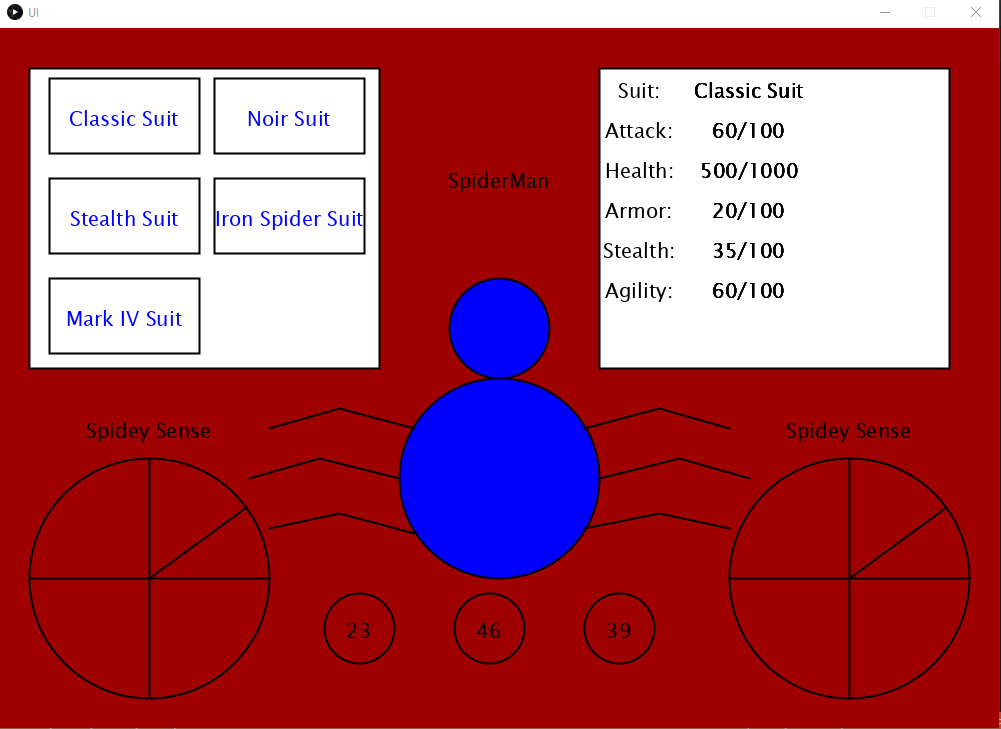 UI
Classic Suit
Noir Suit
Stealth Suit
Iron Spider Suit
Mark IV Suit
SpiderMan
Suit: Classic Suit
Attack: 60/100
Health: 500/1000
Armor: 20/100
Stealth: 35/100
Agility: 60/100
Spidey Sense
Spidey Sense
23
46
39